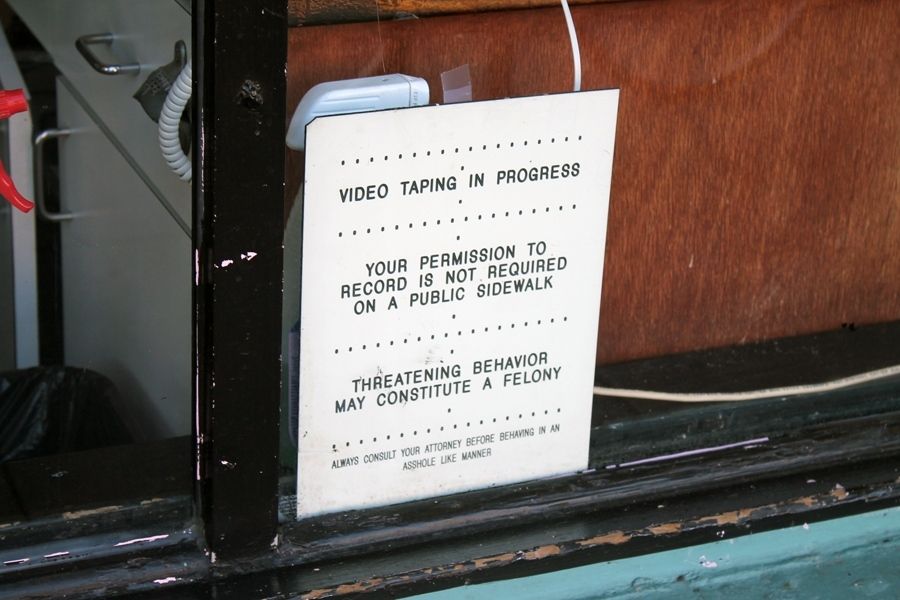 VIDEO TAPING IN PROGRESS
YOUR PERMISSION TO
RECORD IS NOT REQUIRED
ON A PUBLIC SIDEWALK
THREATENING BEHAVIOR
MAY CONSTITUTE A FELONY
ALWAYS CONSULT YOUR ATTORNEY BEFORE BEHAVING IN AN
ASSHOLE LIKE MANNER